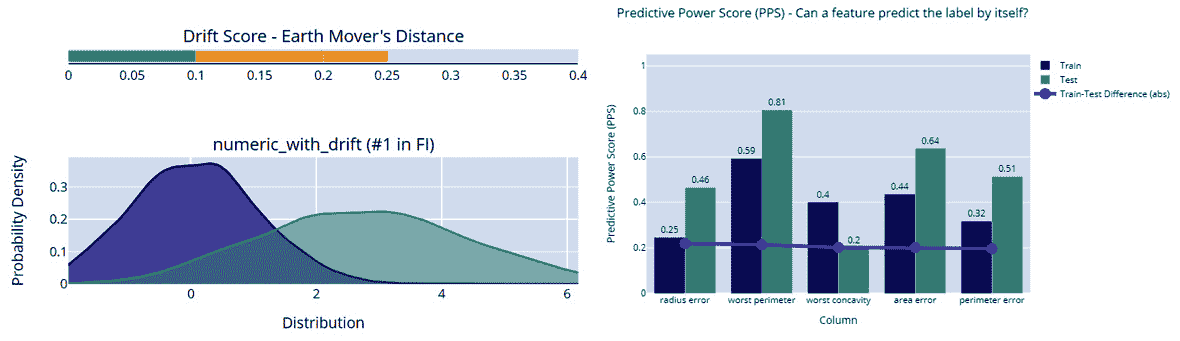 Drift Score - Earth Mover's Distance
0 0.05 0.1 0.15 0.2 0.25 0.3 0.35 0.4
numeric_with_drift (#1 in FI)
Probability Density
0.3
0.2
0.1
0
0 2 4 6
Distribution
Predictive Power Score (PPS) - Can a feature predict the label by itself?
Predictive Power Score (PPS)
1
0.8
0.6
0.4
0.2
0
0.25
0.46
0.59
0.81
0.4
0.2
0.44
0.64
0.32
0.51
radius error worst perimeter worst concavity area error perimeter error
Column
Train
Test
Train-Test Difference (abs)